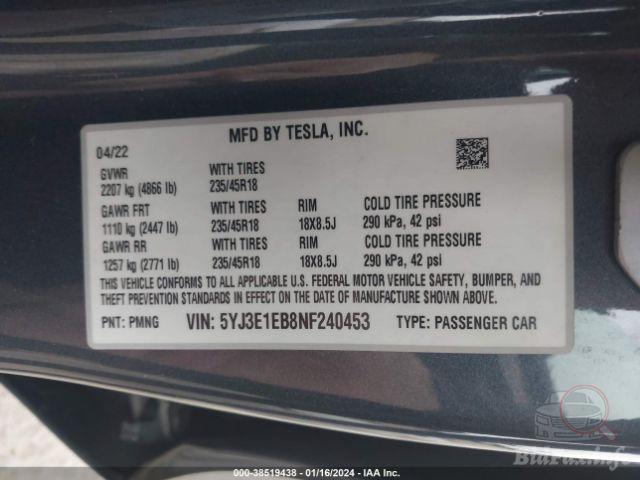 MFD BY TESLA, INC.
04/22
GVWR WITH TIRES
2207 kg (4866 lb) 235/45R18
GAWR FRT WITH TIRES RIM COLD TIRE PRESSURE
1110 kg (2447 lb) 235/45R18 18X8.5J 290 kPa, 42 psi
GAWR RR WITH TIRES RIM COLD TIRE PRESSURE
1257 kg (2771 lb) 235/45R18 18X8.5J 290 kPa, 42 psi
THIS VEHICLE CONFORMS TO ALL APPLICABLE U.S. FEDERAL MOTOR VEHICLE SAFETY, BUMPER, AND
THEFT PREVENTION STANDARDS IN EFFECT ON THE DATE OF MANUFACTURE SHOWN ABOVE.
PNT: PMNG VIN: 5YJ3E1EB8NF240453 TYPE: PASSENGER CAR
BidFax.info
000-38519438 - 01/16/2024 - IAA Inc.